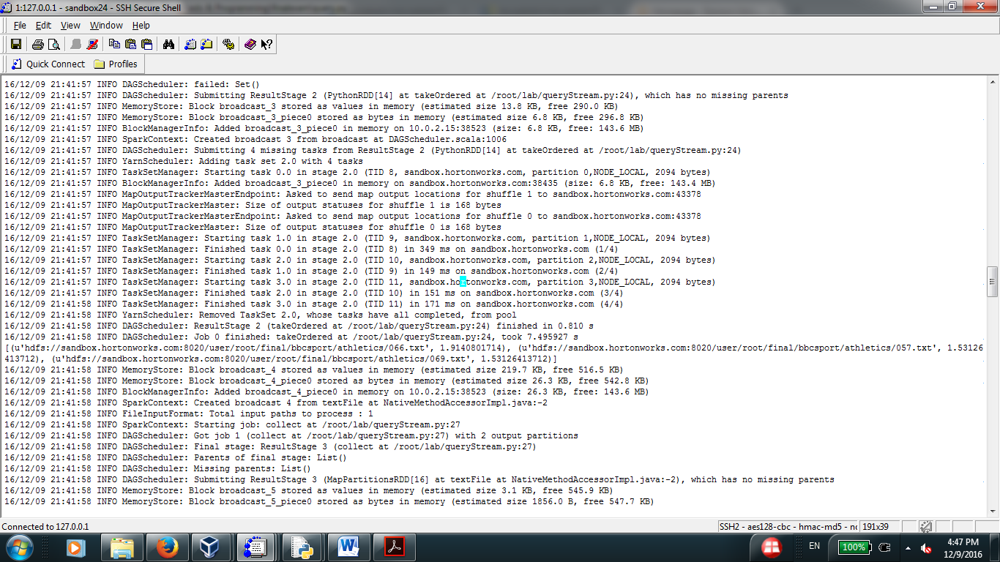 1:127.0.0.1 - sandbox24 - SSH Secure Shell
File Edit View Window Help
Quick Connect Profiles
16/12/09 21:41:57 INFO DAGScheduler: failed: Set()
16/12/09 21:41:57 INFO DAGScheduler: Submitting ResultStage 2 (PythonRDD[14] at takeOrdered at /root/lab/queryStream.py:24), which has no missing parents
16/12/09 21:41:57 INFO MemoryStore: Block broadcast_3 stored as values in memory (estimated size 13.8 KB, free 290.0 KB)
16/12/09 21:41:57 INFO MemoryStore: Block broadcast_3_piece0 stored as bytes in memory (estimated size 6.8 KB, free 296.8 KB)
16/12/09 21:41:57 INFO BlockManagerInfo: Added broadcast_3_piece0 in memory on 10.0.2.15:38523 (size: 6.8 KB, free: 143.6 MB)
16/12/09 21:41:57 INFO SparkContext: Created broadcast 3 from broadcast at DAGScheduler.scala:1006
16/12/09 21:41:57 INFO DAGScheduler: Submitting 4 missing tasks from ResultStage 2 (PythonRDD[14] at takeOrdered at /root/lab/queryStream.py:24)
16/12/09 21:41:57 INFO YarnScheduler: Adding task set 2.0 with 4 tasks
16/12/09 21:41:57 INFO TaskSetManager: Starting task 0.0 in stage 2.0 (TID 8, sandbox.hortonworks.com, partition 0,NODE_LOCAL, 2094 bytes)
16/12/09 21:41:57 INFO BlockManagerInfo: Added broadcast_3_piece0 in memory on sandbox.hortonworks.com:38435 (size: 6.8 KB, free: 143.4 MB)
16/12/09 21:41:57 INFO MapOutputTrackerMasterEndpoint: Asked to send map output locations for shuffle 1 to sandbox.hortonworks.com:43378
16/12/09 21:41:57 INFO MapOutputTrackerMaster: Size of output statuses for shuffle 1 is 168 bytes
16/12/09 21:41:57 INFO MapOutputTrackerMasterEndpoint: Asked to send map output locations for shuffle 0 to sandbox.hortonworks.com:43378
16/12/09 21:41:57 INFO MapOutputTrackerMaster: Size of output statuses for shuffle 0 is 168 bytes
16/12/09 21:41:57 INFO TaskSetManager: Starting task 1.0 in stage 2.0 (TID 9, sandbox.hortonworks.com, partition 1,NODE_LOCAL, 2094 bytes)
16/12/09 21:41:57 INFO TaskSetManager: Finished task 0.0 in stage 2.0 (TID 8) in 349 ms on sandbox.hortonworks.com (1/4)
16/12/09 21:41:57 INFO TaskSetManager: Starting task 2.0 in stage 2.0 (TID 10, sandbox.hortonworks.com, partition 2,NODE_LOCAL, 2094 bytes)
16/12/09 21:41:57 INFO TaskSetManager: Finished task 1.0 in stage 2.0 (TID 9) in 149 ms on sandbox.hortonworks.com (2/4)
16/12/09 21:41:57 INFO TaskSetManager: Starting task 3.0 in stage 2.0 (TID 11, sandbox.hortonworks.com, partition 3,NODE_LOCAL, 2094 bytes)
16/12/09 21:41:57 INFO TaskSetManager: Finished task 2.0 in stage 2.0 (TID 10) in 151 ms on sandbox.hortonworks.com (3/4)
16/12/09 21:41:58 INFO TaskSetManager: Finished task 3.0 in stage 2.0 (TID 11) in 171 ms on sandbox.hortonworks.com (4/4)
16/12/09 21:41:58 INFO YarnScheduler: Removed TaskSet 2.0, whose tasks have all completed, from pool
16/12/09 21:41:58 INFO DAGScheduler: ResultStage 2 (takeOrdered at /root/lab/queryStream.py:24) finished in 0.810 s
16/12/09 21:41:58 INFO DAGScheduler: Job 0 finished: takeOrdered at /root/lab/queryStream.py:24, took 7.495927 s
[(u'hdfs://sandbox.hortonworks.com:8020/user/root/final/bbcsport/athletics/066.txt', 1.9140801714), (u'hdfs://sandbox.hortonworks.com:8020/user/root/final/bbcsport/athletics/057.txt', 1.53126
413712), (u'hdfs://sandbox.hortonworks.com:8020/user/root/final/bbcsport/athletics/069.txt', 1.53126413712)]
16/12/09 21:41:58 INFO MemoryStore: Block broadcast_4 stored as values in memory (estimated size 219.7 KB, free 516.5 KB)
16/12/09 21:41:58 INFO MemoryStore: Block broadcast_4_piece0 stored as bytes in memory (estimated size 26.3 KB, free 542.8 KB)
16/12/09 21:41:58 INFO BlockManagerInfo: Added broadcast_4_piece0 in memory on 10.0.2.15:38523 (size: 26.3 KB, free: 143.6 MB)
16/12/09 21:41:58 INFO SparkContext: Created broadcast 4 from textFile at NativeMethodAccessorImpl.java:-2
16/12/09 21:41:58 INFO FileInputFormat: Total input paths to process : 1
16/12/09 21:41:58 INFO SparkContext: Starting job: collect at /root/lab/queryStream.py:27
16/12/09 21:41:58 INFO DAGScheduler: Got job 1 (collect at /root/lab/queryStream.py:27) with 2 output partitions
16/12/09 21:41:58 INFO DAGScheduler: Final stage: ResultStage 3 (collect at /root/lab/queryStream.py:27)
16/12/09 21:41:58 INFO DAGScheduler: Parents of final stage: List()
16/12/09 21:41:58 INFO DAGScheduler: Missing parents: List()
16/12/09 21:41:58 INFO DAGScheduler: Submitting ResultStage 3 (MapPartitionsRDD[16] at textFile at NativeMethodAccessorImpl.java:-2), which has no missing parents
16/12/09 21:41:58 INFO MemoryStore: Block broadcast_5 stored as values in memory (estimated size 3.1 KB, free 545.9 KB)
16/12/09 21:41:58 INFO MemoryStore: Block broadcast_5_piece0 stored as bytes in memory (estimated size 1856.0 B, free 547.7 KB)
Connected to 127.0.0.1 SSH2 - aes128-cbc - hmac-md5 - 191x39
EN 100% 4:47 PM
12/9/2016